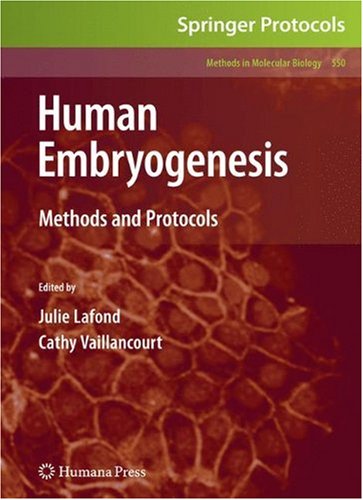 Springer Protocols
Methods in Molecular Biology 550
Human
Embryogenesis
Methods and Protocols
Edited by
Julie Lafond
Cathy Vaillancourt
Humana Press